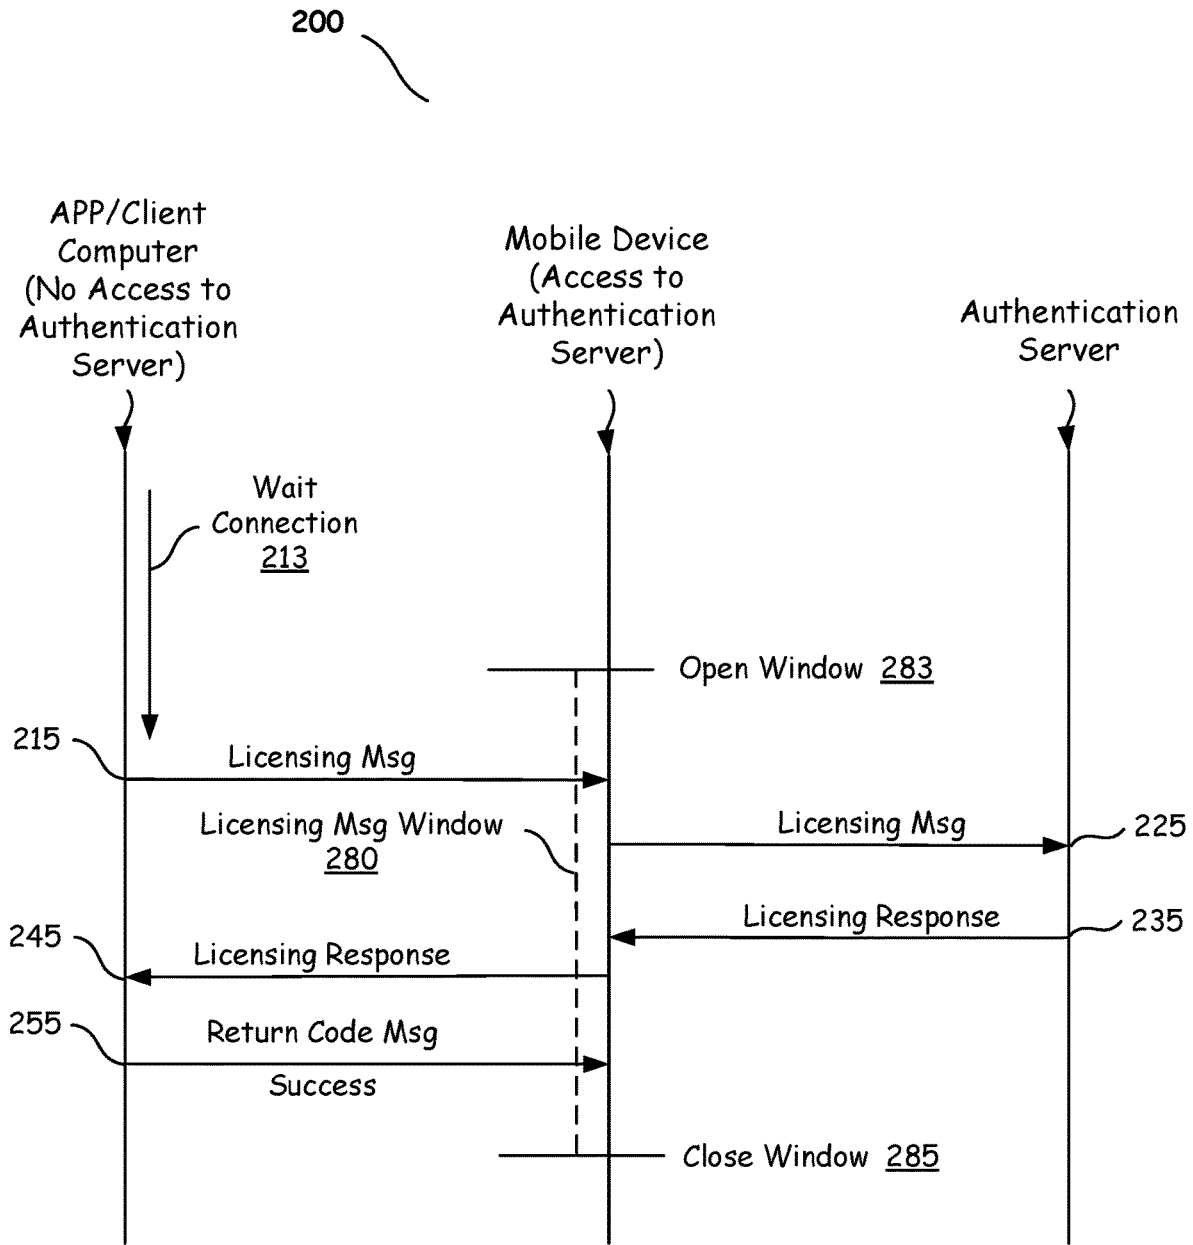 200
APP/Client
Computer
(No Access to
Authentication
Server)
Mobile Device
(Access to
Authentication
Server)
Authentication
Server
Wait
Connection
213
Open Window 283
215
Licensing Msg
Licensing Msg Window
280
Licensing Msg
225
Licensing Response
235
245
Licensing Response
255
Return Code Msg
Success
Close Window 285